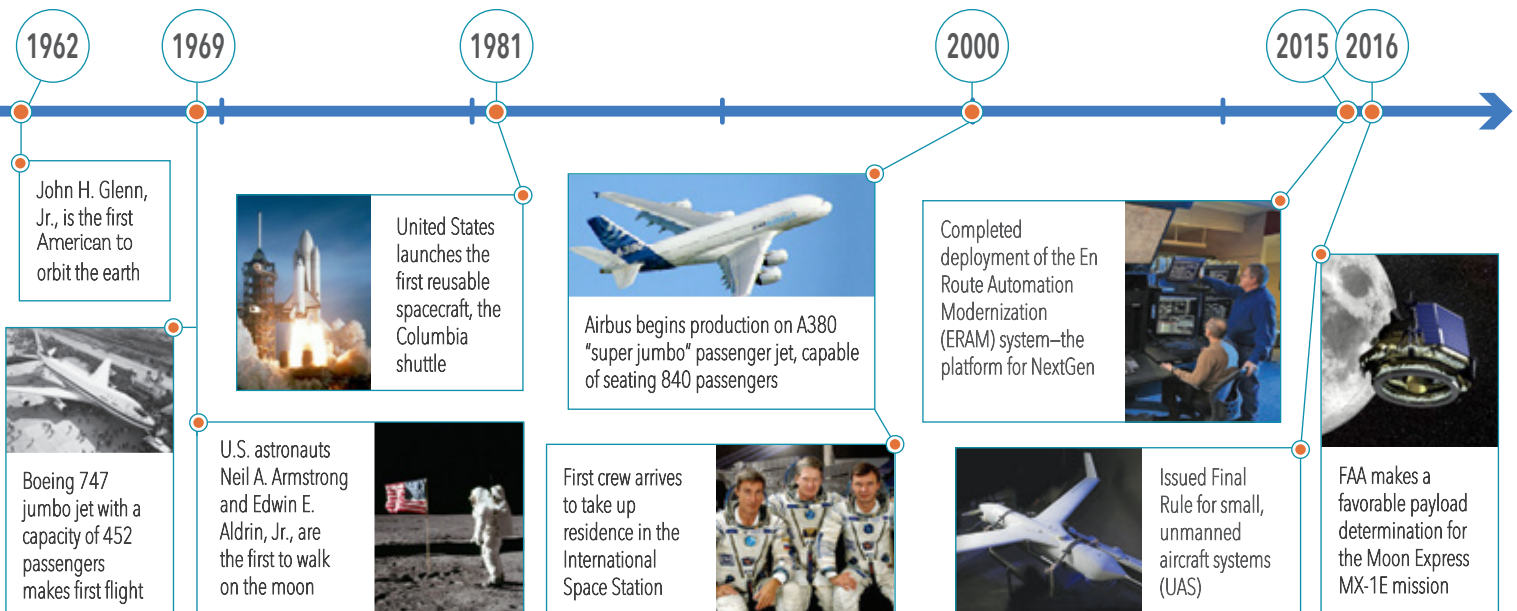 1962
1969
1981
2000
2015
2016
John H. Glenn,
Jr., is the first
American to
orbit the earth
Boeing 747
jumbo jet with a
capacity of 452
passengers
makes first flight
U.S. astronauts
Neil A. Armstrong
and Edwin E.
Aldrin, Jr., are
the first to walk
on the moon
United States
launches the
first reusable
spacecraft, the
Columbia
shuttle
Airbus begins production on A380
"super jumbo" passenger jet, capable
of seating 840 passengers
First crew arrives
to take up
residence in the
International
Space Station
Completed
deployment of the En
Route Automation
Modernization
(ERAM) system—the
platform for NextGen
Issued Final
Rule for small,
unmanned
aircraft systems
(UAS)
FAA makes a
favorable payload
determination for
the Moon Express
MX-1E mission